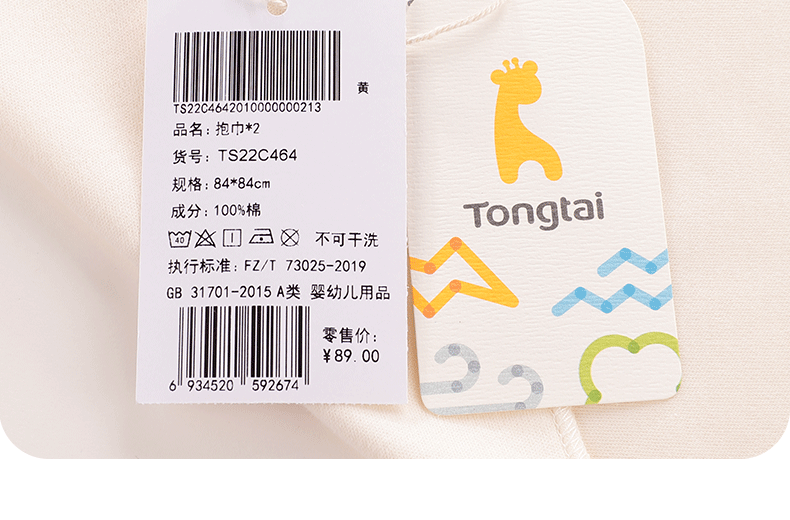 黄
TS22C4642010000000213
品名: 抱巾*2
货号: TS22C464
规格: 84*84cm
成分: 100%棉
40 不可干洗
执行标准: FZ/T 73025-2019
GB 31701-2015 A类 婴幼儿用品
零售价:
¥89.00
6 934520 592674
Tongtai